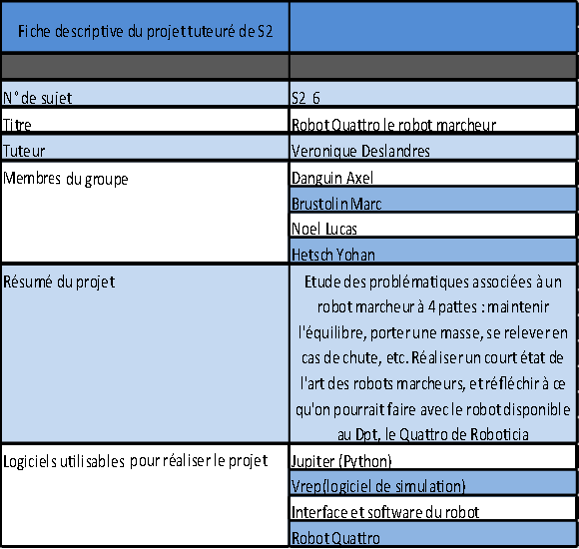 Fiche descriptive du projet tuteuré de S2
N° de sujet S2 6
Titre Robot Quattro le robot marcheur
Tuteur Veronique Deslandres
Membres du groupe Danguin Axel
Brustolin Marc
Noel Lucas
Hetsch Yohan
Résumé du projet Etude des problématiques associées à un
robot marcheur à 4 pattes : maintenir
l'équilibre, porter une masse, se relever en
cas de chute, etc. Réaliser un court état de
l'art des robots marcheurs, et réfléchir à ce
qu'on pourrait faire avec le robot disponible
au Dpt, le Quattro de Roboticia
Logiciels utilisables pour réaliser le projet Jupiter (Python)
Vrep(logiciel de simulation)
Interface et software du robot
Robot Quattro